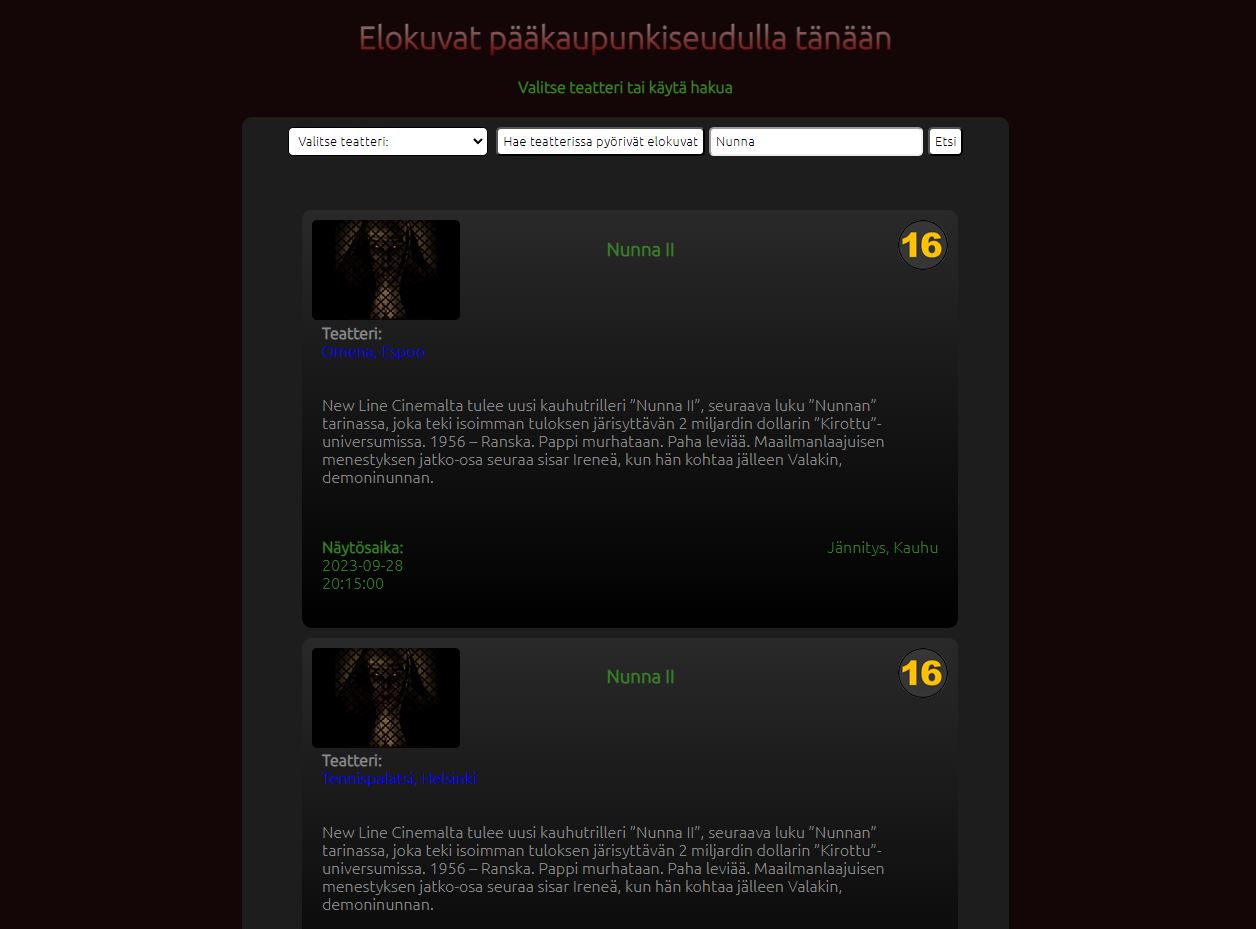 Elokuvat pääkaupunkiseudulla tänään
Valitse teatteri tai käytä hakua
Valitse teatteri: Hae teatterissa pyörivät elokuvat Nunna Etsi
Nunna II
16
Teatteri:
Omena, Espoo
New Line Cinemalta tulee uusi kauhutrilleri ”Nunna II”, seuraava luku ”Nunnan”
tarinassa, joka teki isoimman tuloksen järisyttävän 2 miljardin dollarin ”Kirottu”-
universumissa. 1956 – Ranska. Pappi murhataan. Paha leviää. Maailmanlaajuisen
menestyksen jatko-osa seuraa sisar Ireneä, kun hän kohtaa jälleen Valakin,
demoninunnan.
Näytösaika:
2023-09-28
20:15:00
Jännitys, Kauhu
Nunna II
16
Teatteri:
Tennispalatsi, Helsinki
New Line Cinemalta tulee uusi kauhutrilleri ”Nunna II”, seuraava luku ”Nunnan”
tarinassa, joka teki isoimman tuloksen järisyttävän 2 miljardin dollarin ”Kirottu”-
universumissa. 1956 – Ranska. Pappi murhataan. Paha leviää. Maailmanlaajuisen
menestyksen jatko-osa seuraa sisar Ireneä, kun hän kohtaa jälleen Valakin,
demoninunnan.